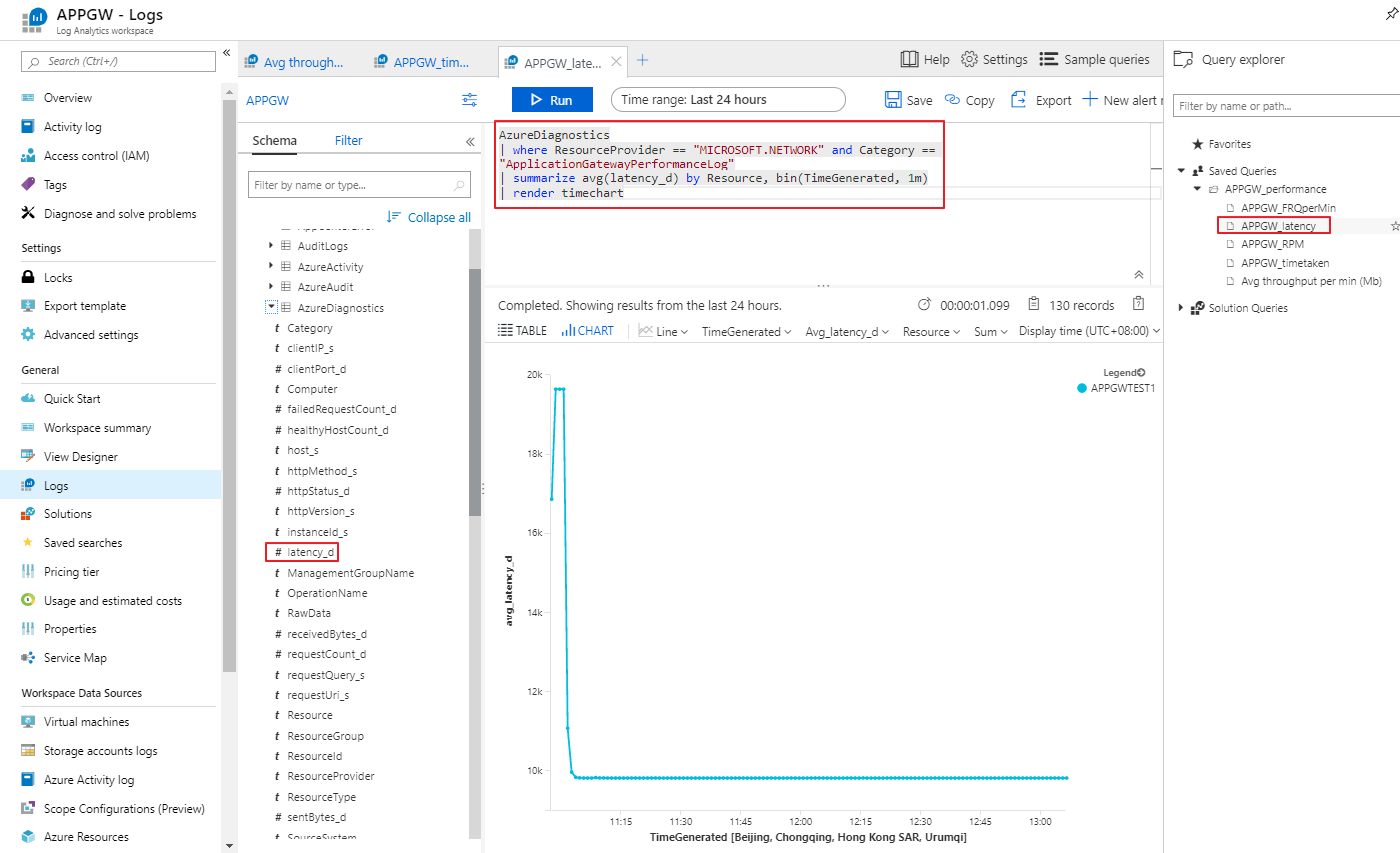 APPGW - Logs
Log Analytics workspace
Search (Ctrl+/)
Overview
Activity log
Access control (IAM)
Tags
Diagnose and solve problems
Settings
Locks
Export template
Advanced settings
General
Quick Start
Workspace summary
View Designer
Logs
Solutions
Saved searches
Pricing tier
Usage and estimated costs
Properties
Service Map
Workspace Data Sources
Virtual machines
Storage accounts logs
Azure Activity log
Scope Configurations (Preview)
Azure Resources
Avg through...
APPGW_tim...
APPGW_late...
Help
Settings
Sample queries
APPGW
Run
Time range: Last 24 hours
Save
Copy
Export
New alert r
Schema
Filter
Filter by name or type...
Collapse all
AuditLogs
AzureActivity
AzureAudit
AzureDiagnostics
t Category
t clientIP_s
# clientPort_d
t Computer
# failedRequestCount_d
# healthyHostCount_d
t host_s
t httpMethod_s
# httpStatus_d
t httpVersion_s
t instanceId_s
# latency_d
t ManagementGroupName
t OperationName
t RawData
# receivedBytes_d
# requestCount_d
t requestQuery_s
t requestUri_s
t Resource
t ResourceGroup
t ResourceId
t ResourceProvider
t ResourceType
# sentBytes_d
t SourceSystem
AzureDiagnostics
| where ResourceProvider == "MICROSOFT.NETWORK" and Category ==
"ApplicationGatewayPerformanceLog"
| summarize avg(latency_d) by Resource, bin(TimeGenerated, 1m)
| render timechart
Completed. Showing results from the last 24 hours.
00:00:01.099
130 records
TABLE
CHART
Line
TimeGenerated
Avg_latency_d
Resource
Sum
Display time (UTC+08:00)
Legend
APPGWTEST1
20k
18k
16k
14k
12k
10k
avg_latency_d
11:15
11:30
11:45
12:00
12:15
12:30
12:45
13:00
TimeGenerated [Beijing, Chongqing, Hong Kong SAR, Urumqi]
Query explorer
Filter by name or path...
Favorites
Saved Queries
APPGW_performance
APPGW_FRQperMin
APPGW_latency
APPGW_RPM
APPGW_timetaken
Avg throughput per min (Mb)
Solution Queries